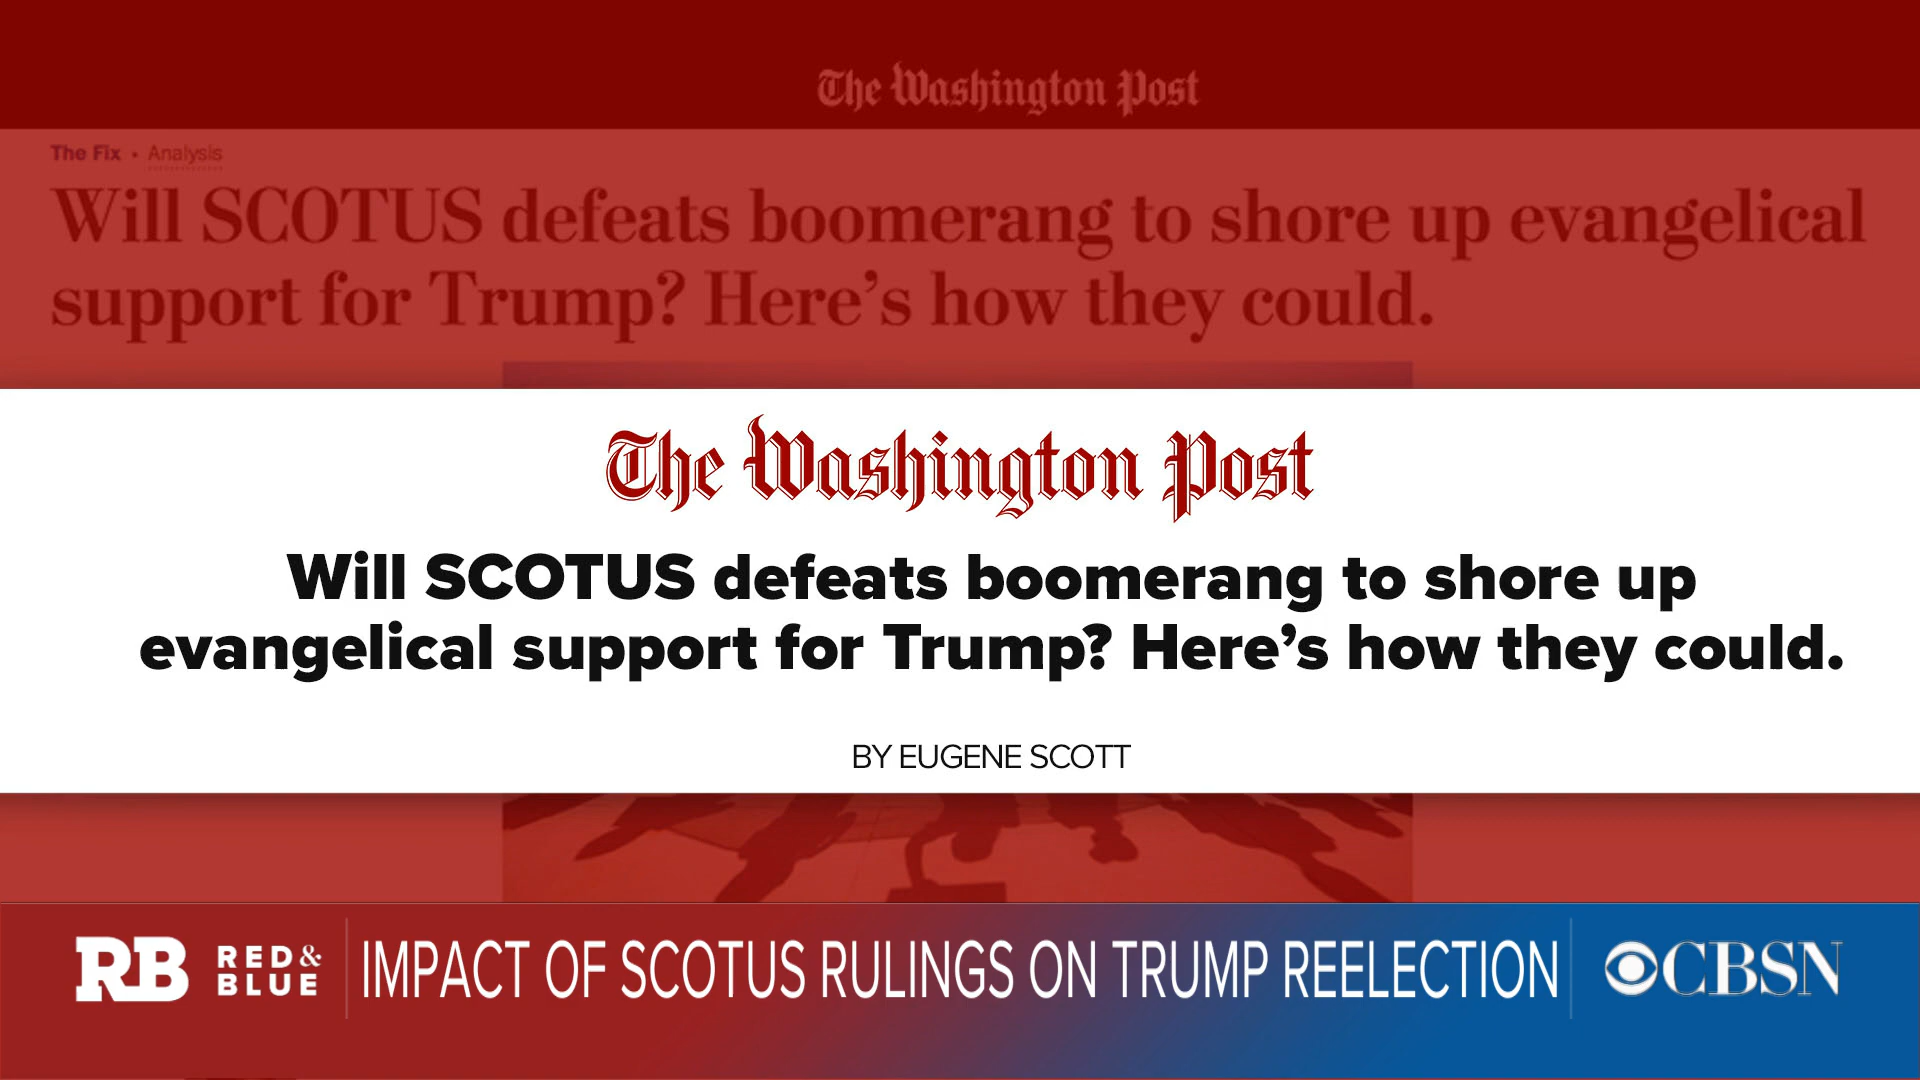 The Washington Post
The Fix • Analysis
Will SCOTUS defeats boomerang to shore up evangelical
support for Trump? Here’s how they could.
The Washington Post
Will SCOTUS defeats boomerang to shore up
evangelical support for Trump? Here’s how they could.
BY EUGENE SCOTT
RB RED& BLUE
IMPACT OF SCOTUS RULINGS ON TRUMP REELECTION
CBSN